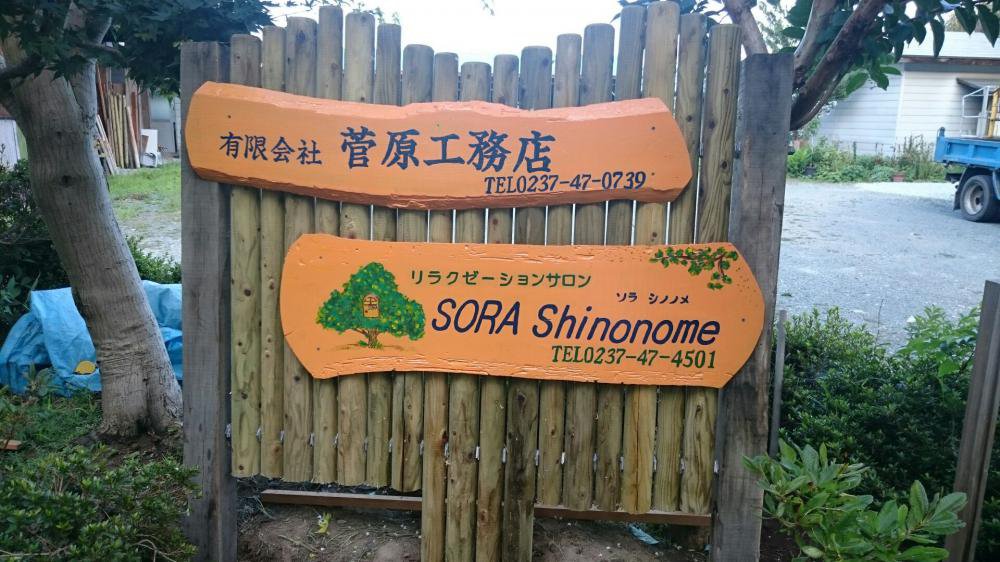 有限会社 菅原工務店
TEL0237-47-0739
リラクゼーションサロン
ソラ シノノメ
SORA Shinonome
TEL0237-47-4501